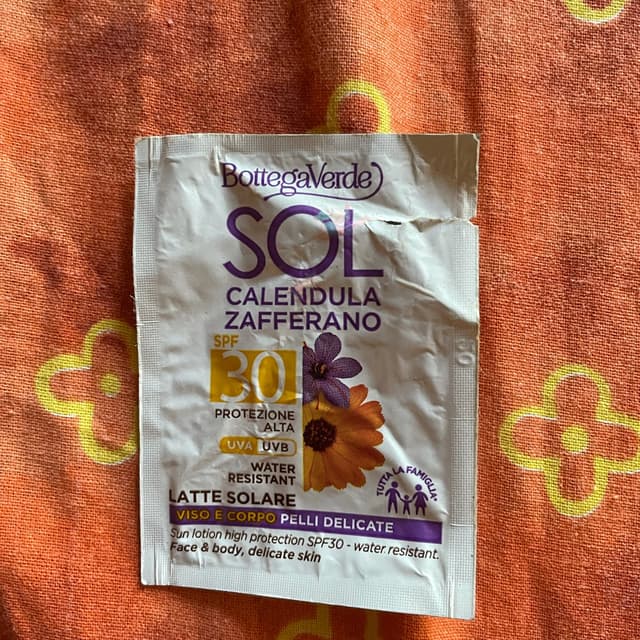 BottegaVerde
SOL
CALENDULA
ZAFFERANO
SPF
30
PROTEZIONE
ALTA
UVA UVB
WATER
RESISTANT
TUTTA LA FAMIGLIA*
LATTE SOLARE
VISO E CORPO PELLI DELICATE
Sun lotion high protection SPF30 - water resistant.
Face & body, delicate skin